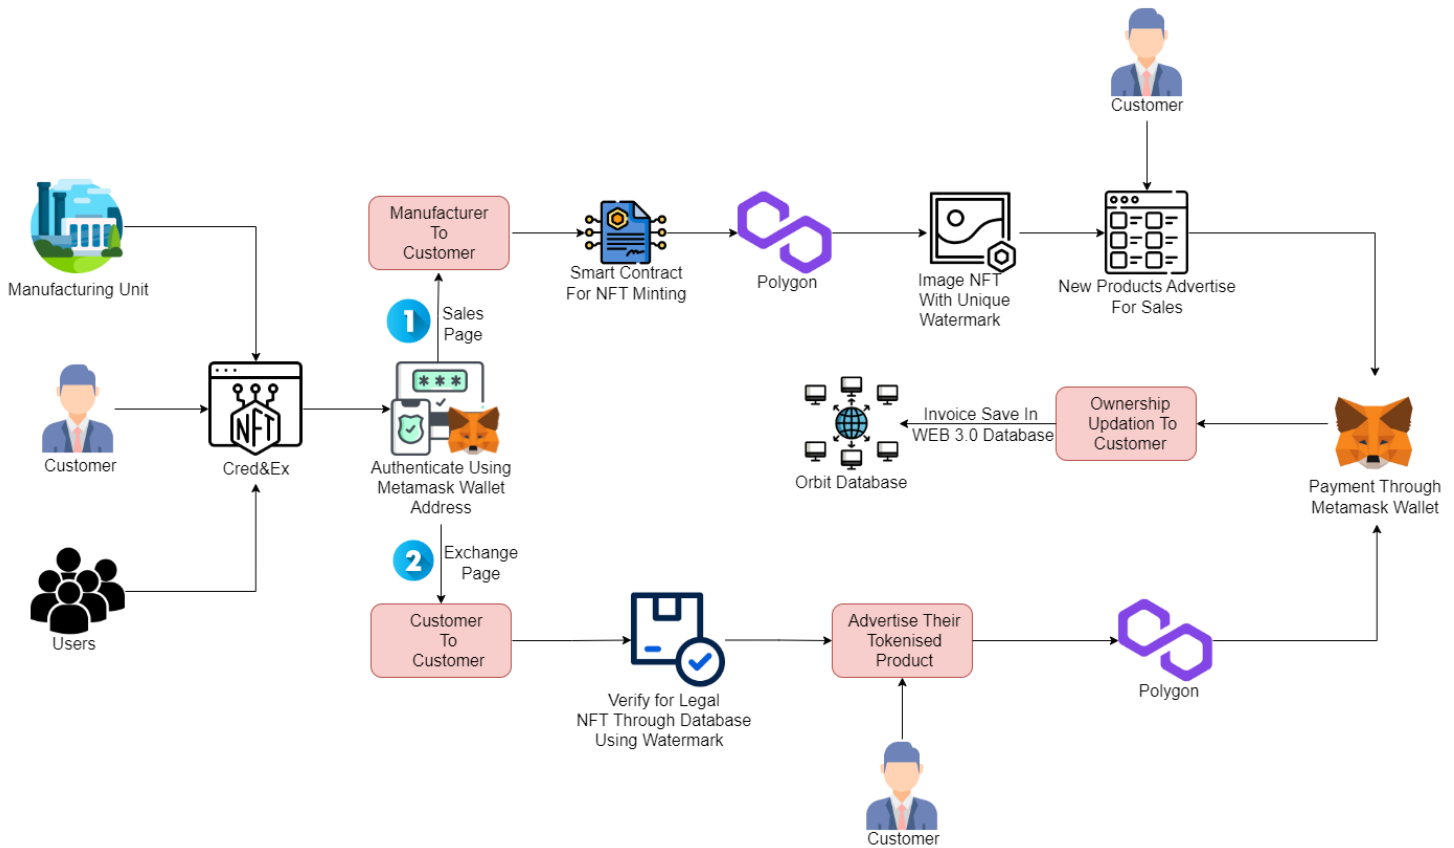 Customer
Manufacturing Unit
Manufacturer
To
Customer
Smart Contract
For NFT Minting
Polygon
Image NFT
With Unique
Watermark
New Products Advertise
For Sales
1
Sales
Page
***
NFT
Customer
Cred&Ex
Authenticate Using
Metamask Wallet
Address
Orbit Database
Invoice Save In
WEB 3.0 Database
Ownership
Updation To
Customer
Payment Through
Metamask Wallet
2
Exchange
Page
Users
Customer
To
Customer
Verify for Legal
NFT Through Database
Using Watermark
Advertise Their
Tokenised
Product
Polygon
Customer